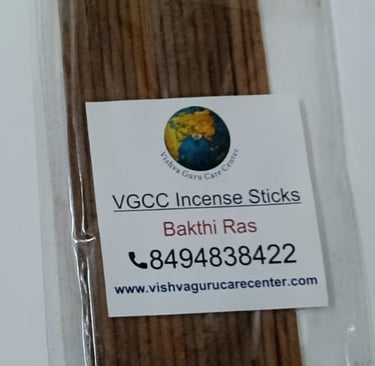 Vishva Guru Care Center
VGCC Incense Sticks
Bakthi Ras
8494838422
www.vishvagurucarecenter.com